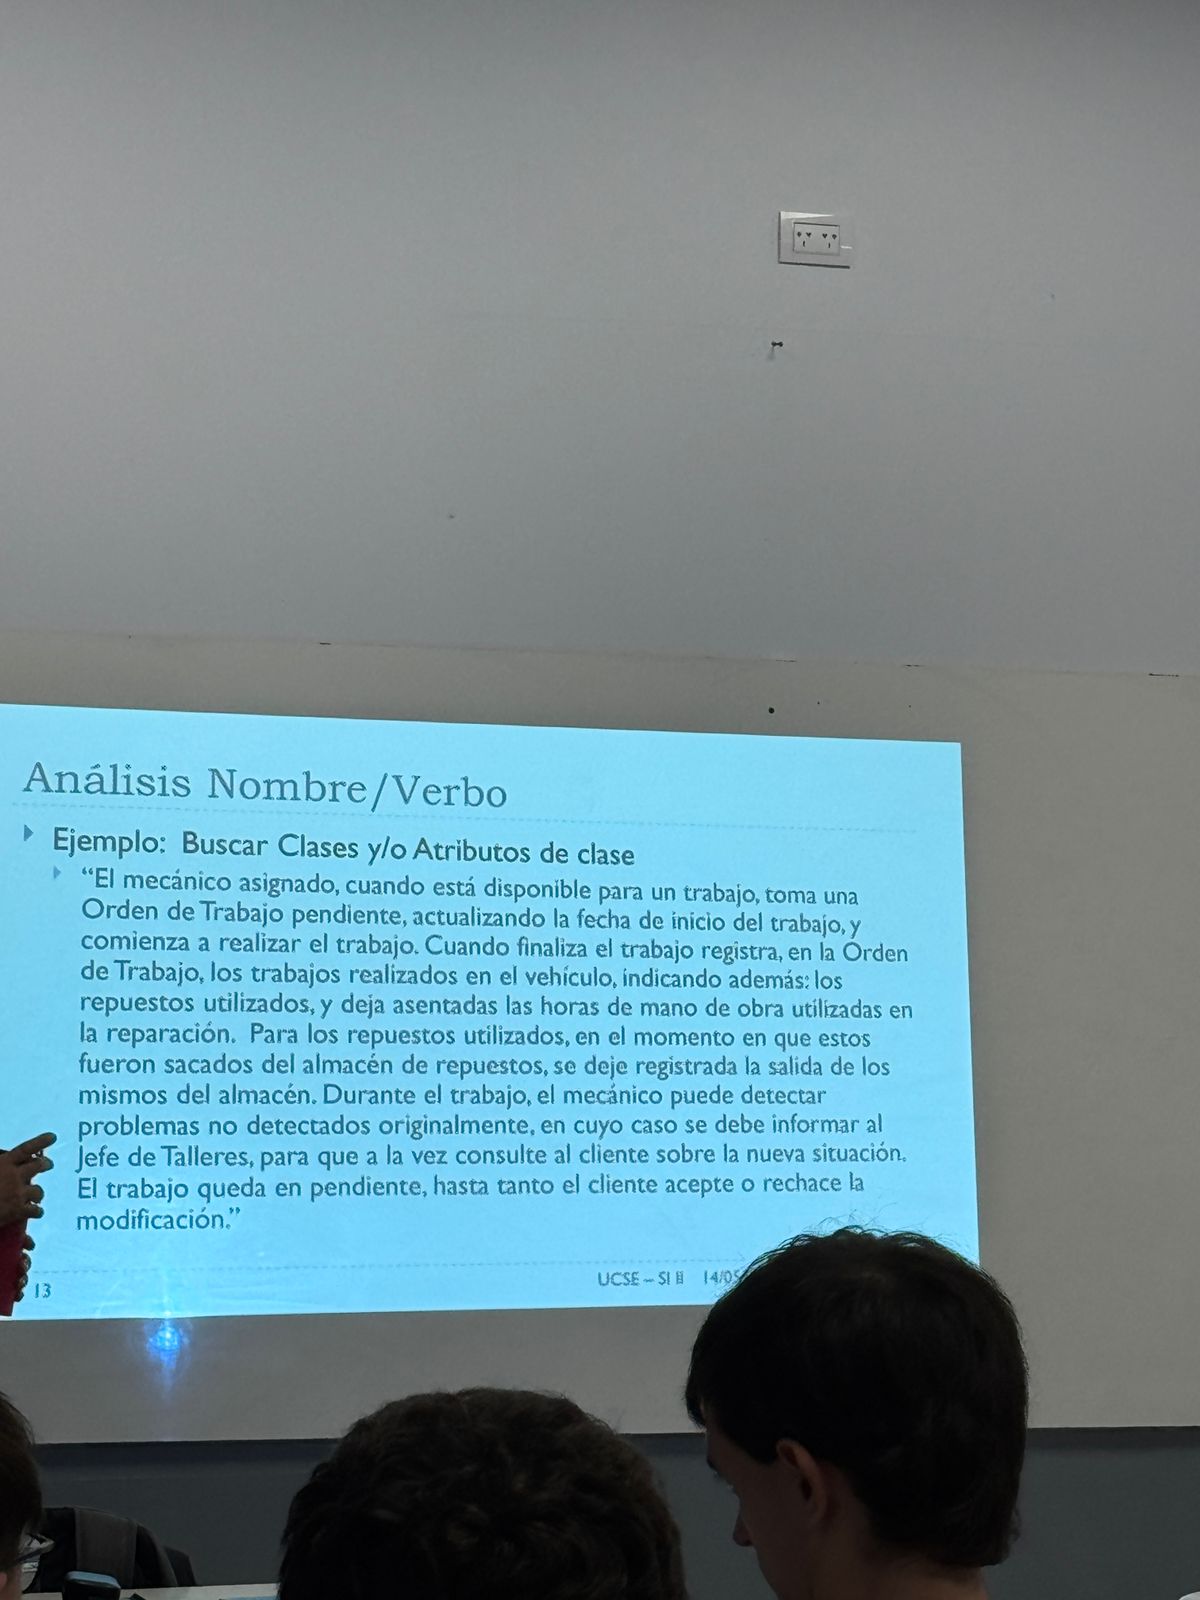 Análisis Nombre/Verbo
Ejemplo: Buscar Clases y/o Atributos de clase
“El mecánico asignado, cuando está disponible para un trabajo, toma una
Orden de Trabajo pendiente, actualizando la fecha de inicio del trabajo, y
comienza a realizar el trabajo. Cuando finaliza el trabajo registra, en la Orden
de Trabajo, los trabajos realizados en el vehículo, indicando además: los
repuestos utilizados, y deja asentadas las horas de mano de obra utilizadas en
la reparación. Para los repuestos utilizados, en el momento en que estos
fueron sacados del almacén de repuestos, se deje registrada la salida de los
mismos del almacén. Durante el trabajo, el mecánico puede detectar
problemas no detectados originalmente, en cuyo caso se debe informar al
Jefe de Talleres, para que a la vez consulte al cliente sobre la nueva situación.
El trabajo queda en pendiente, hasta tanto el cliente acepte o rechace la
modificación.”
13 UCSE – SI II 14/05